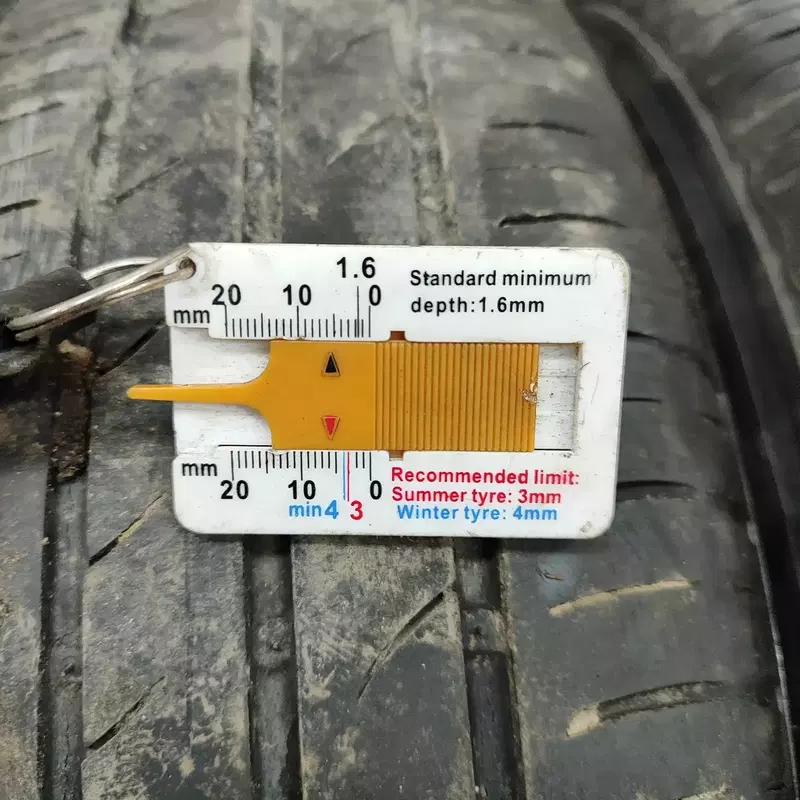 1.6
20 10 0
mm
Standard minimum
depth:1.6mm
mm
20 10 0
min4 3
Recommended limit:
Summer tyre: 3mm
Winter tyre: 4mm